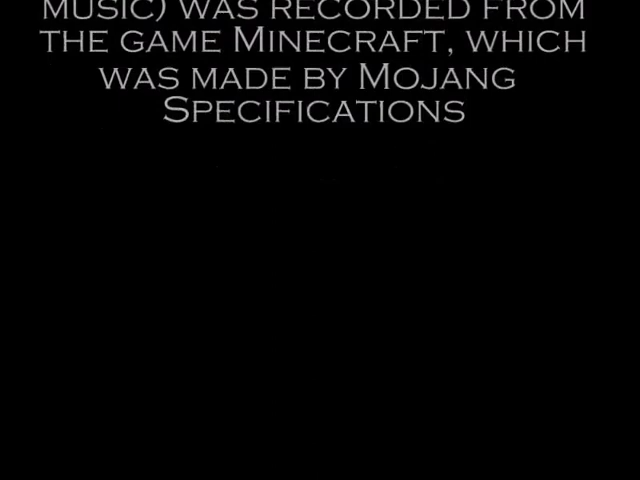 MUSIC) WAS RECORDED FROM
THE GAME MINECRAFT, WHICH
WAS MADE BY MOJANG
SPECIFICATIONS